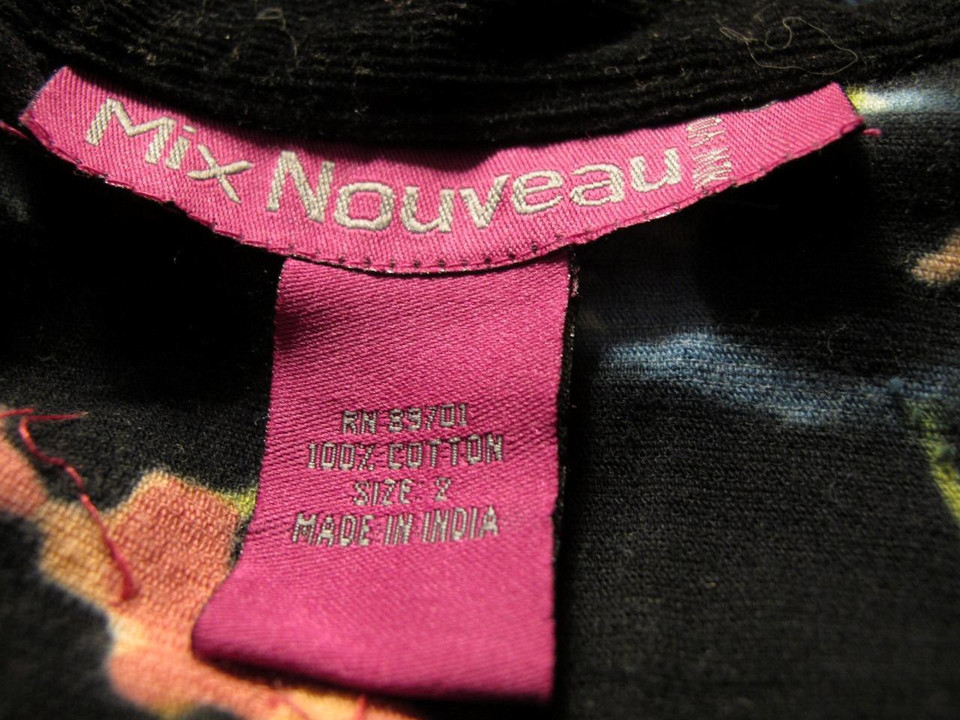 Mix Nouveau
RN 89701
100% COTTON
SIZE 2
MADE IN INDIA